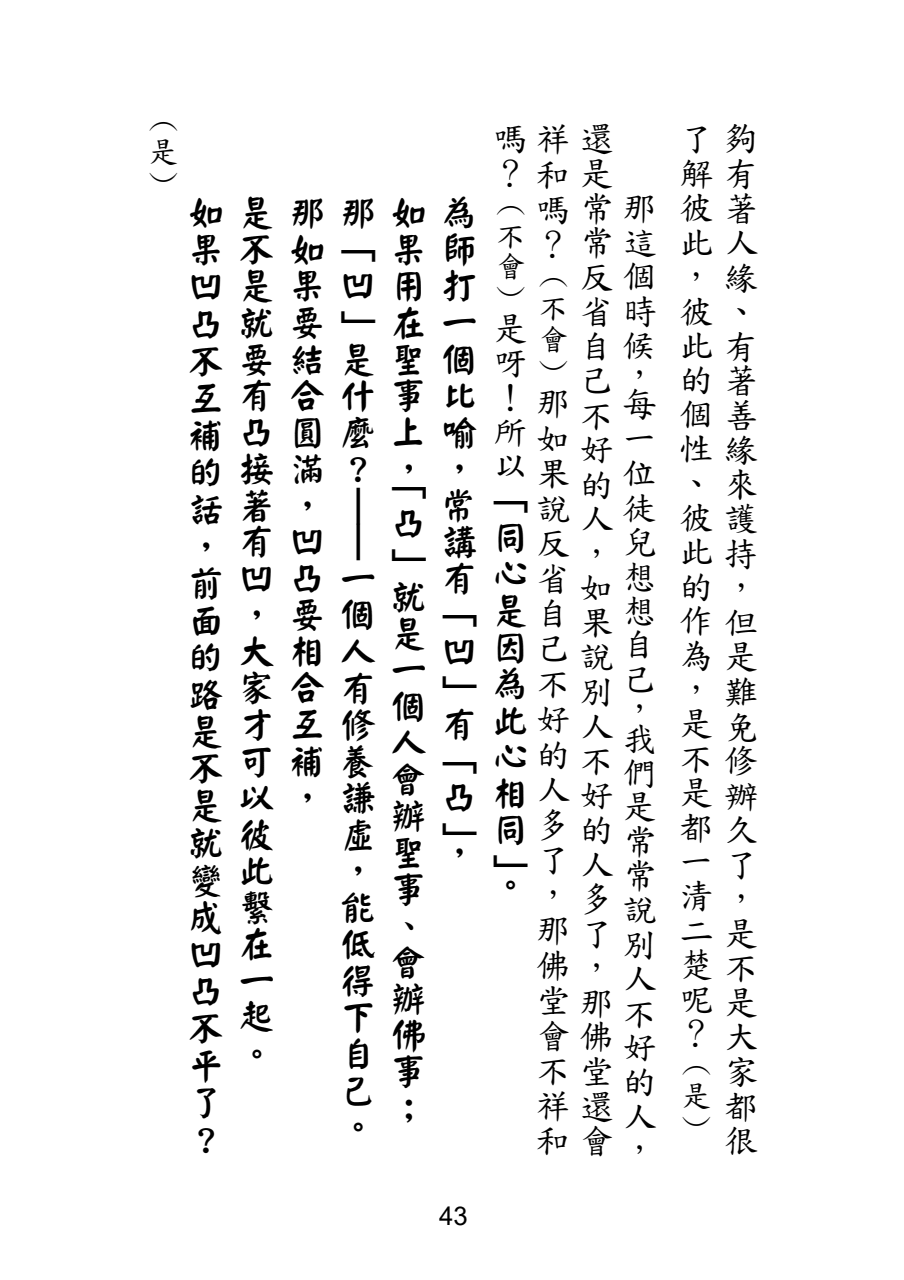 夠有著人緣、有著善緣來護持，但是難免修辦久了，是不是大家都很
了解彼此，彼此的個性、彼此的作為，是不是都一清二楚呢？（是）
那這個時候，每一位徒兒想想自己，我們是常常說別人不好的人，
還是常常反省自己不好的人，如果說別人不好的人多了，那佛堂還會
祥和嗎？（不會）那如果說反省自己不好的人多了，那佛堂會不祥和
嗎？（不會）是呀！所以「同心是因為此心相同」。
為師打一個比喻，常講有「凹」有「凸」，
如果用在聖事上，「凸」就是一個人會辦聖事、會辦佛事；
那「凹」是什麼？——一個人有修養謙虛，能低得下自己。
那如果要結合圓滿，凹凸要相合互補，
是不是就要有凸接著有凹，大家才可以彼此繫在一起。
如果凹凸不互補的話，前面的路是不是就變成凹凸不平了？
（是）
43